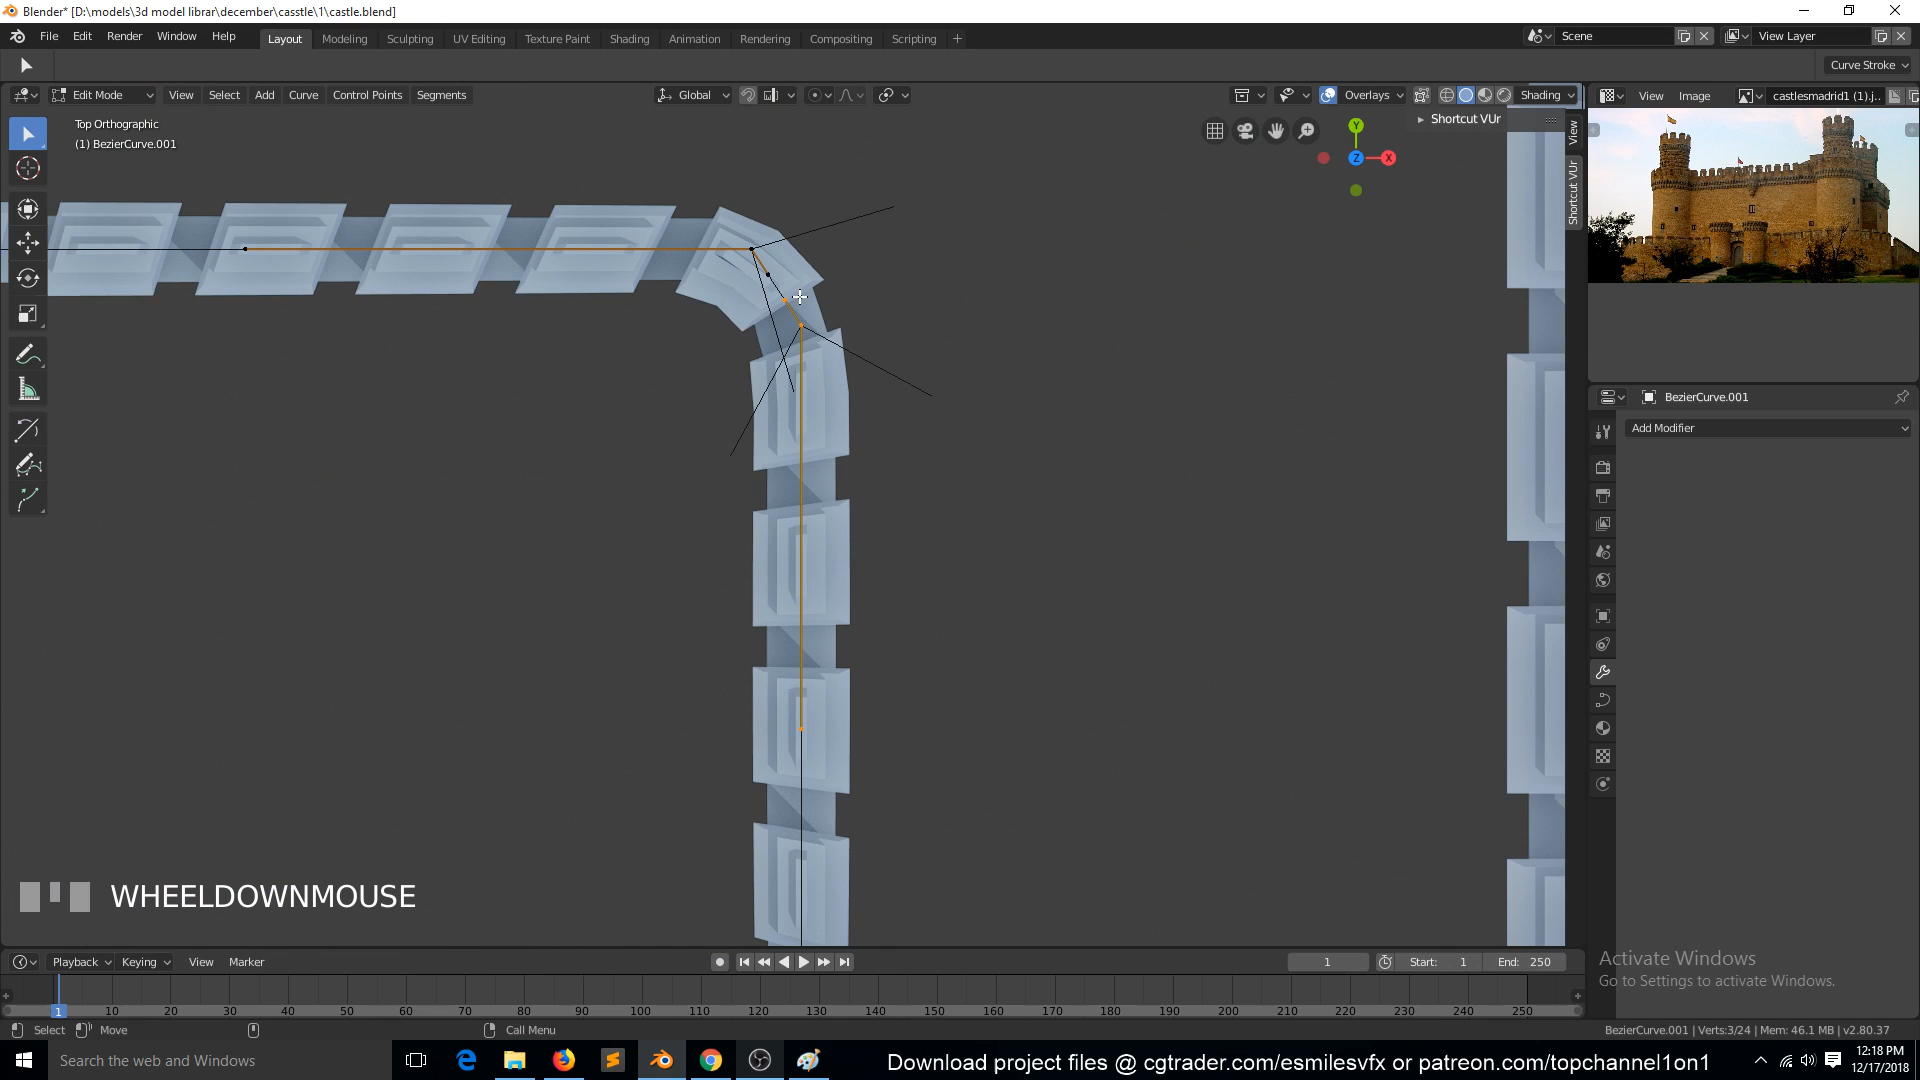 Blender* [D:\models\3d model librar\december\casstle\1\castle.blend]
File Edit Render Window Help
Layout Modeling Sculpting UV Editing Texture Paint Shading Animation Rendering Compositing Scripting +
Scene
View Layer
Curve Stroke
Edit Mode View Select Add Curve Control Points Segments
Global
Overlays
Shading
View Image castlesmadrid1 (1).j..
Top Orthographic
(1) BezierCurve.001
Shortcut VUr
View
Shortcut VUr
Y
Z
X
BezierCurve.001
Add Modifier
WHEELDOWNMOUSE
Activate Windows
Go to Settings to activate Windows.
Playback Keying View Marker
1
Start: 1
End: 250
1 10 20 30 40 50 60 70 80 90 100 110 120 130 140 150 160 170 180 190 200 210 220 230 240 250
Select Move Call Menu
BezierCurve.001 | Verts:3/24 | Mem: 46.1 MB | v2.80.37
Search the web and Windows
Download project files @ cgtrader.com/esmilesvfx or patreon.com/topchannel1on1
12:18 PM
12/17/2018